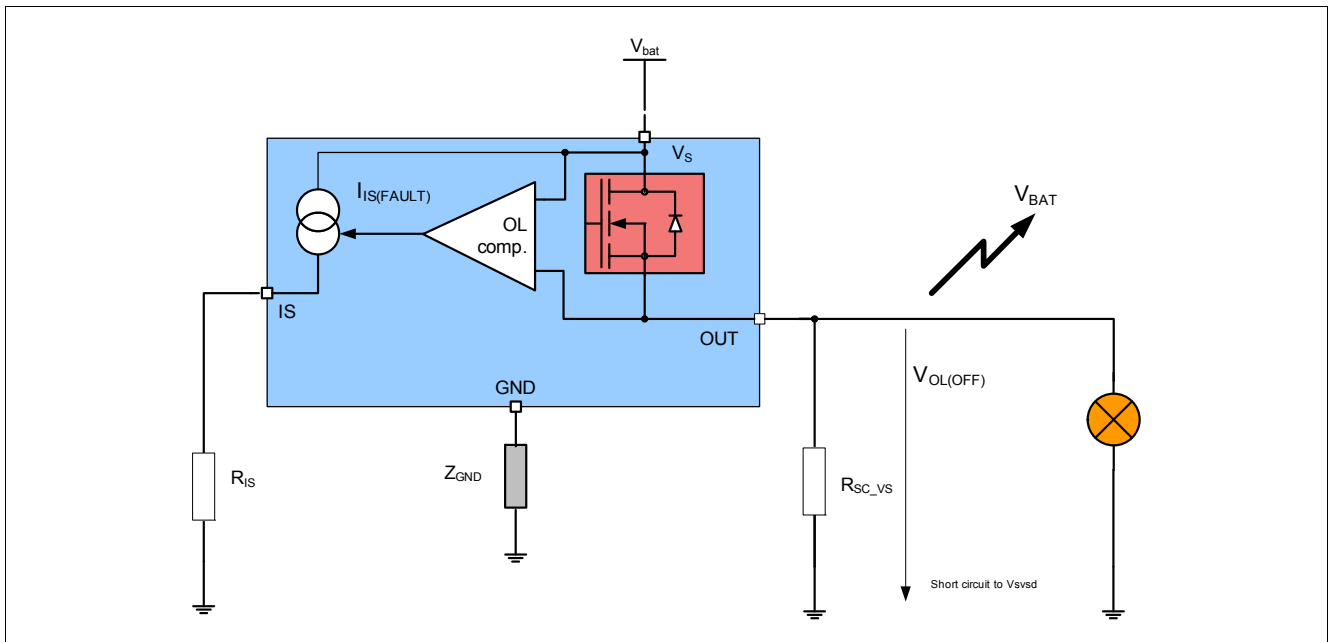 Vbat
VS
IIS(FAULT)
OL
comp.
VBAT
IS
OUT
VOL(OFF)
GND
RIS
ZGND
RSC_VS
Short circuit to Vsvsd